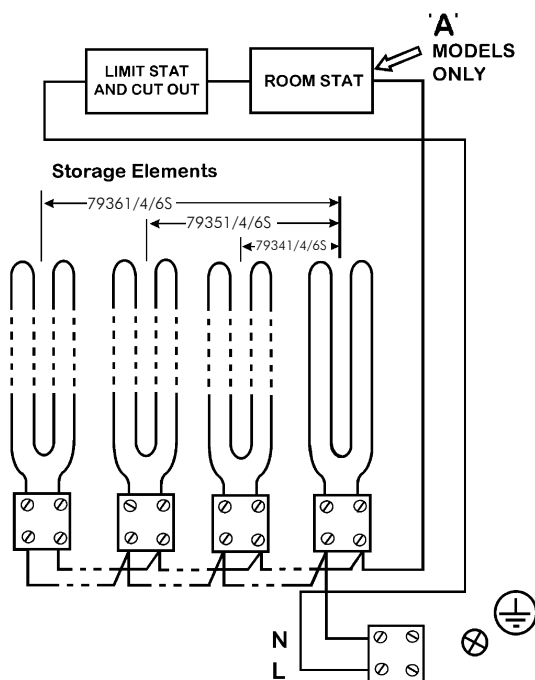 'A'
MODELS
ONLY
LIMIT STAT
AND CUT OUT
ROOM STAT
Storage Elements
79361/4/6S
79351/4/6S
79341/4/6S
N
L